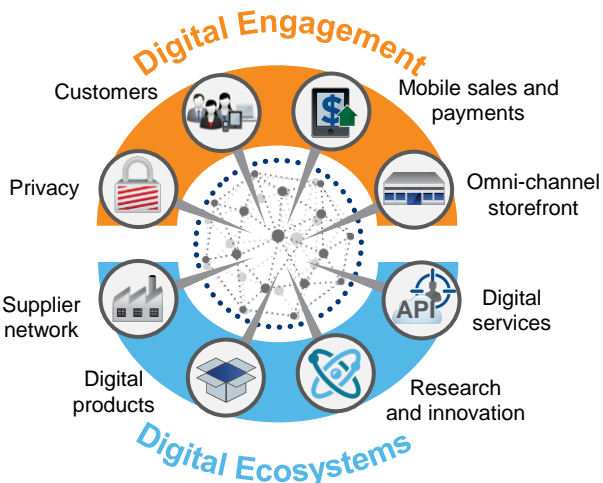 Digital Engagement
Customers
Mobile sales and
payments
Privacy
Omni-channel
storefront
Supplier
network
API
Digital
services
Digital
products
Research
and innovation
Digital Ecosystems